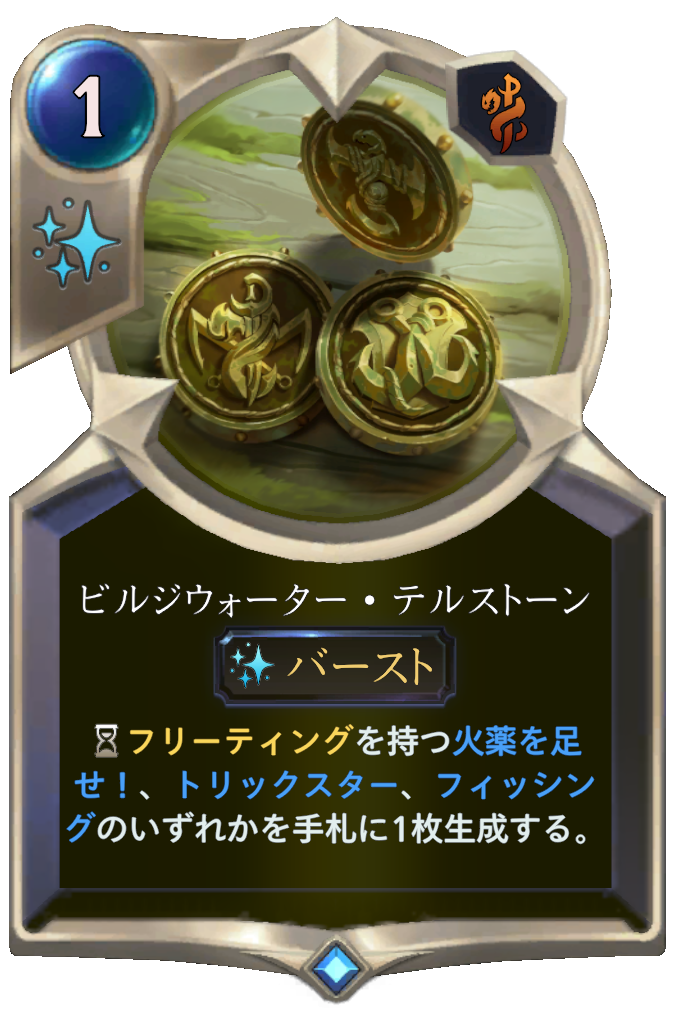 1
ビルジウォーター・テルストーン
バースト
フリーティングを持つ火薬を足
せ！、トリックスター、フィッシン
グのいずれかを手札に1枚生成する。